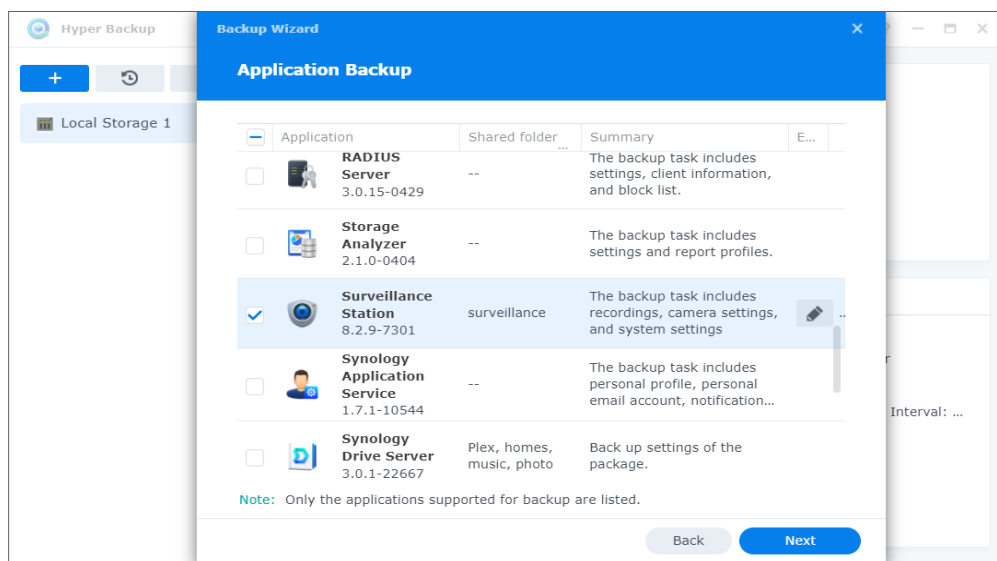 Hyper Backup
Backup Wizard
Application Backup
+
Local Storage 1
Application
Shared folder ...
Summary
E...
RADIUS
Server
3.0.15-0429
--
The backup task includes
settings, client information,
and block list.
Storage
Analyzer
2.1.0-0404
--
The backup task includes
settings and report profiles.
Surveillance
Station
8.2.9-7301
surveillance
The backup task includes
recordings, camera settings,
and system settings
..
Synology
Application
Service
1.7.1-10544
--
The backup task includes
personal profile, personal
email account, notification...
Synology
Drive Server
3.0.1-22667
Plex, homes,
music, photo
Back up settings of the
package.
Note: Only the applications supported for backup are listed.
Back
Next
Interval: ...